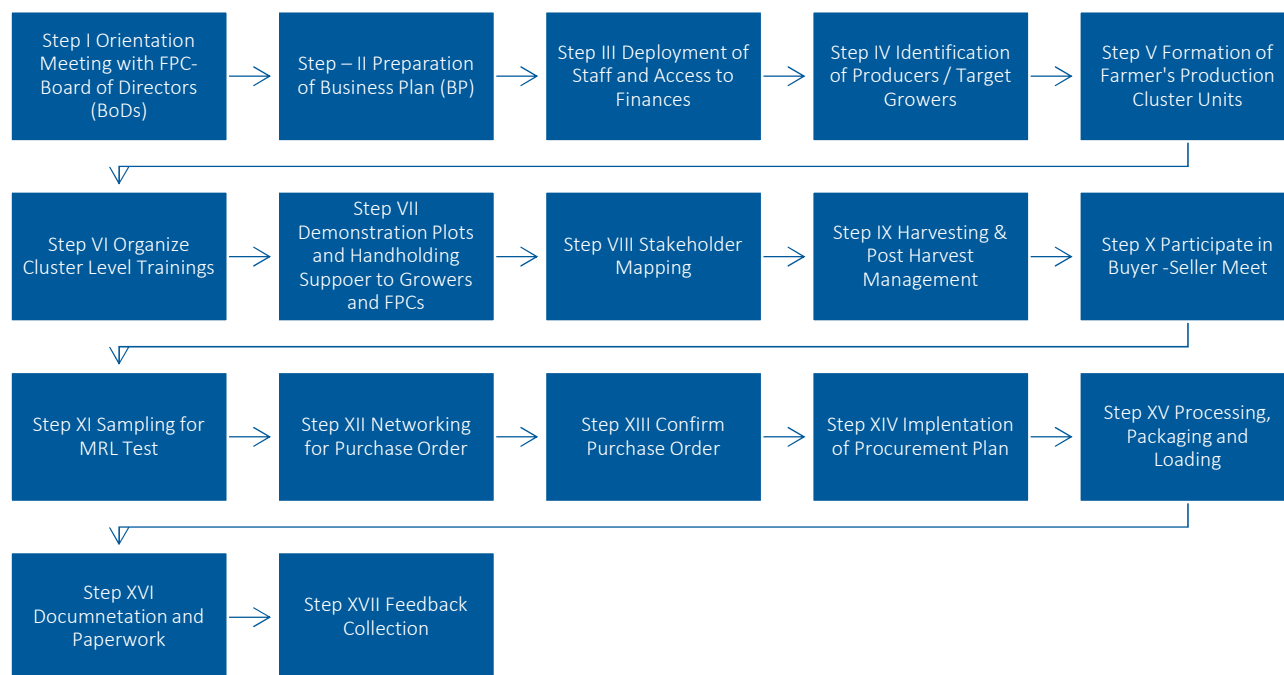 Step I Orientation
Meeting with FPC-
Board of Directors
(BoDs)
Step – II Preparation
of Business Plan (BP)
Step III Deployment of
Staff and Access to
Finances
Step IV Identification
of Producers / Target
Growers
Step V Formation of
Farmer's Production
Cluster Units
Step VI Organize
Cluster Level Trainings
Step VII
Demonstration Plots
and Handholding
Suppoer to Growers
and FPCs
Step VIII Stakeholder
Mapping
Step IX Harvesting &
Post Harvest
Management
Step X Participate in
Buyer -Seller Meet
Step XI Sampling for
MRL Test
Step XII Networking
for Purchase Order
Step XIII Confirm
Purchase Order
Step XIV Implentation
of Procurement Plan
Step XV Processing,
Packaging and
Loading
Step XVI
Documnetation and
Paperwork
Step XVII Feedback
Collection